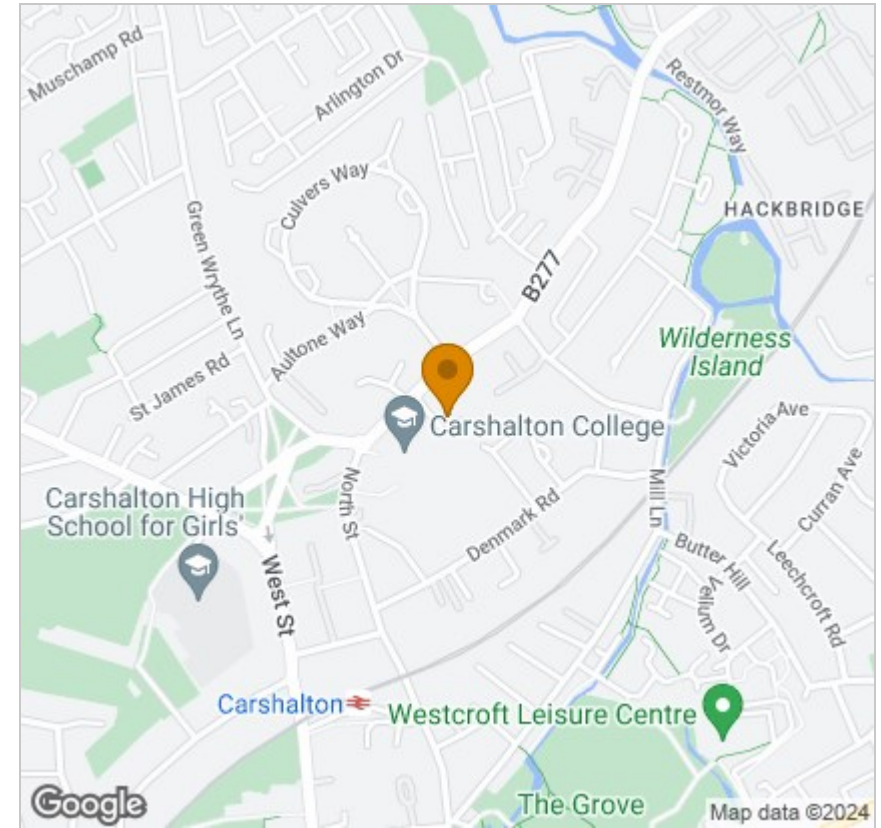 Muschamp Rd
Arlington Dr
Restmor Way
Culvers Way
HACKBRIDGE
Green Wrythe Ln
B277
Aultone Way
Wilderness
Island
St James Rd
Victoria Ave
Carshalton College
Curran Ave
North St
Mill Ln
Carshalton High
School for Girls'
Denmark Rd
Butter Hill
Leechcroft Rd
West St
Vellum Dr
Carshalton
Westcroft Leisure Centre
The Grove
Google
Map data ©2024